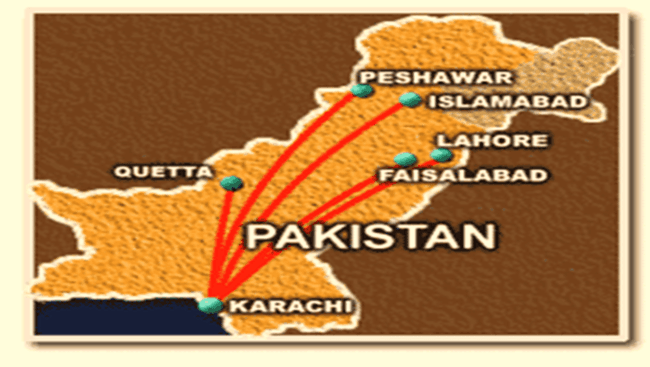 PESHAWAR
ISLAMABAD
LAHORE
QUETTA
FAISALABAD
PAKISTAN
KARACHI